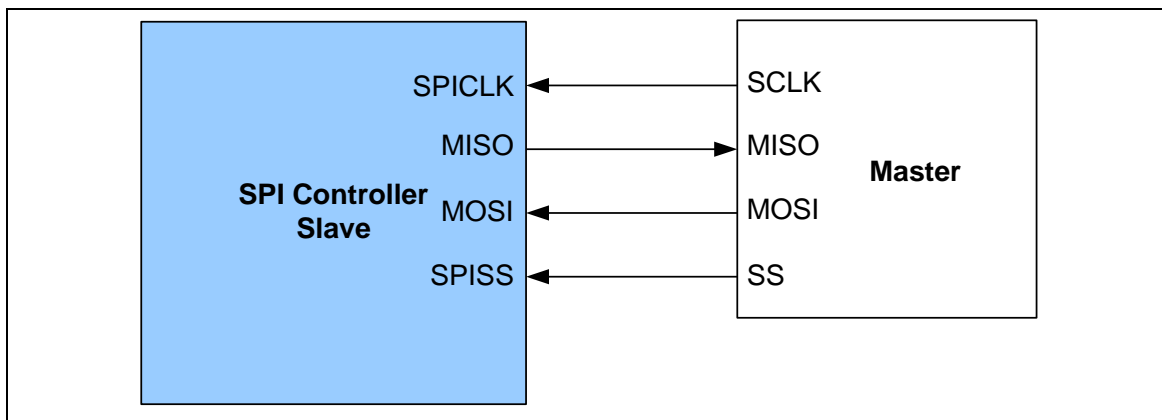 SPICLK
SCLK
MISO
MISO
SPI Controller
Slave
Master
MOSI
MOSI
SPISS
SS